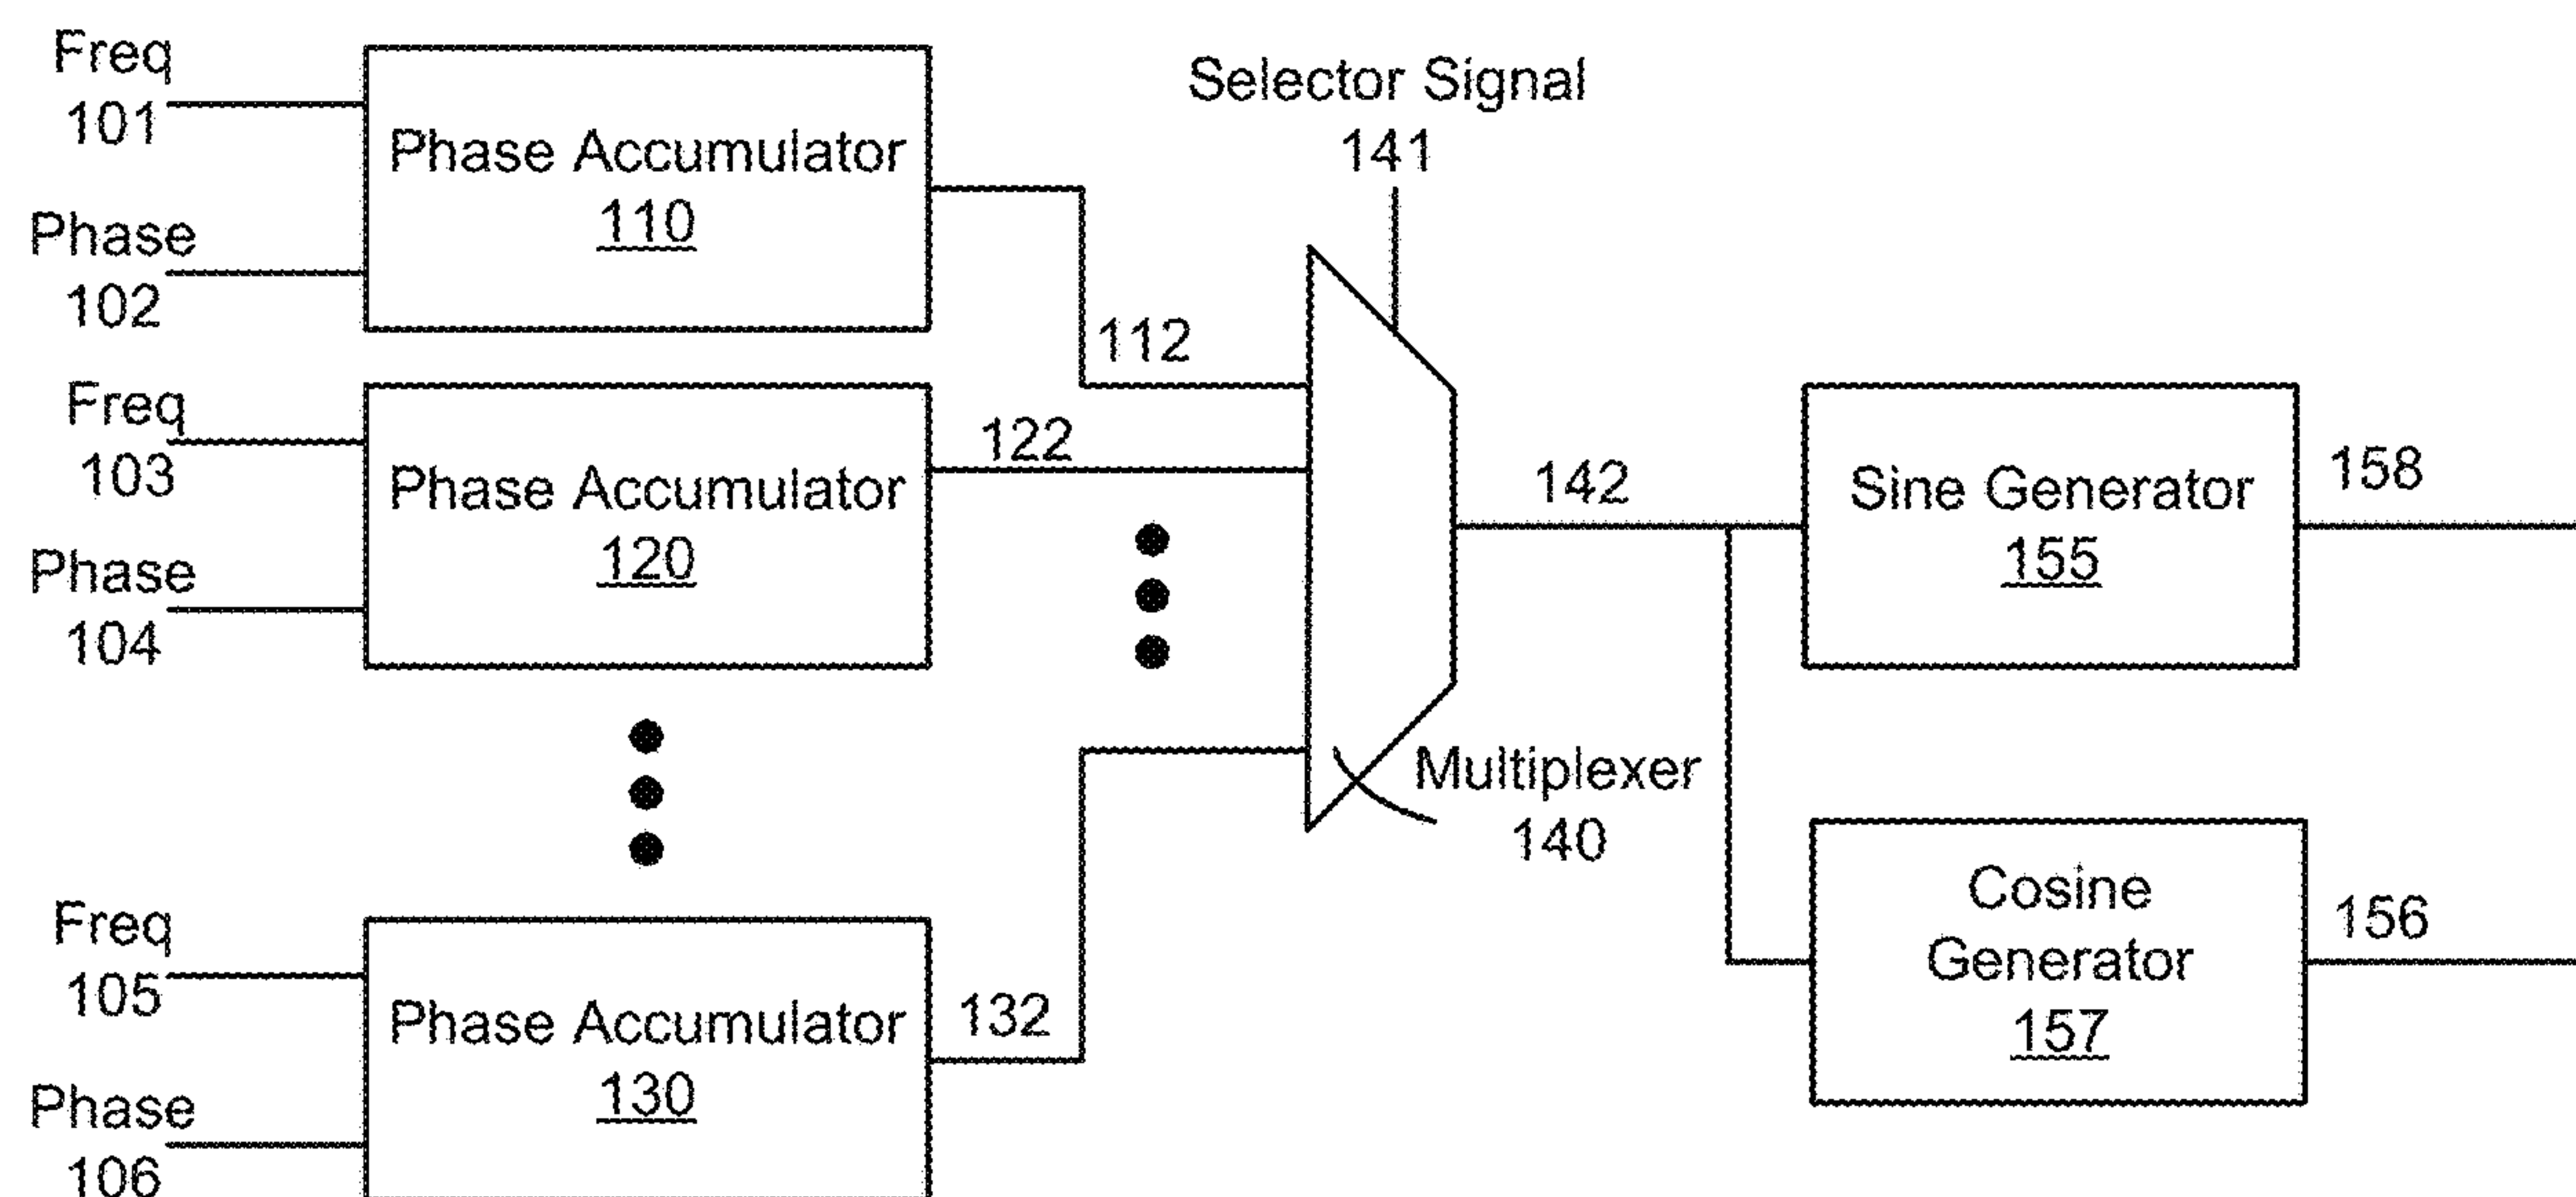 Freq
101
Phase Accumulator
110
Phase
102
Selector Signal
141
112
Freq
103
Phase Accumulator
120
Phase
104
122
142
Sine Generator
155
158
Multiplexer
140
Cosine
Generator
157
156
Freq
105
Phase Accumulator
130
Phase
106
132